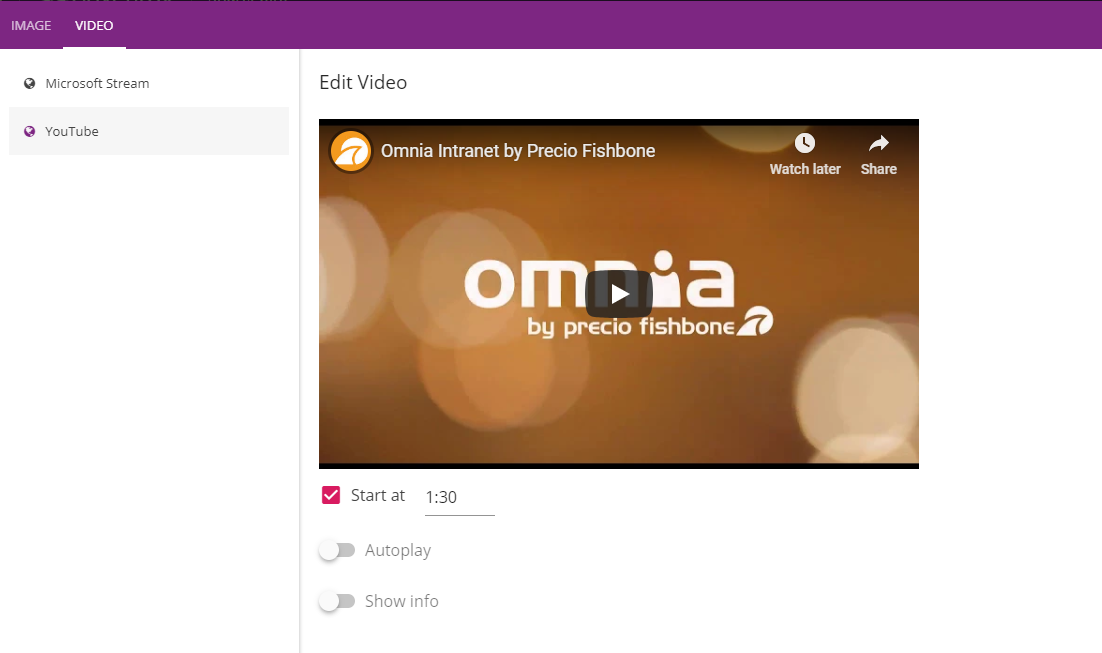 IMAGE VIDEO
Microsoft Stream
YouTube
Edit Video
Omnia Intranet by Precio Fishbone
Watch later Share
omnia
by precio fishbone
Start at 1:30
Autoplay
Show info